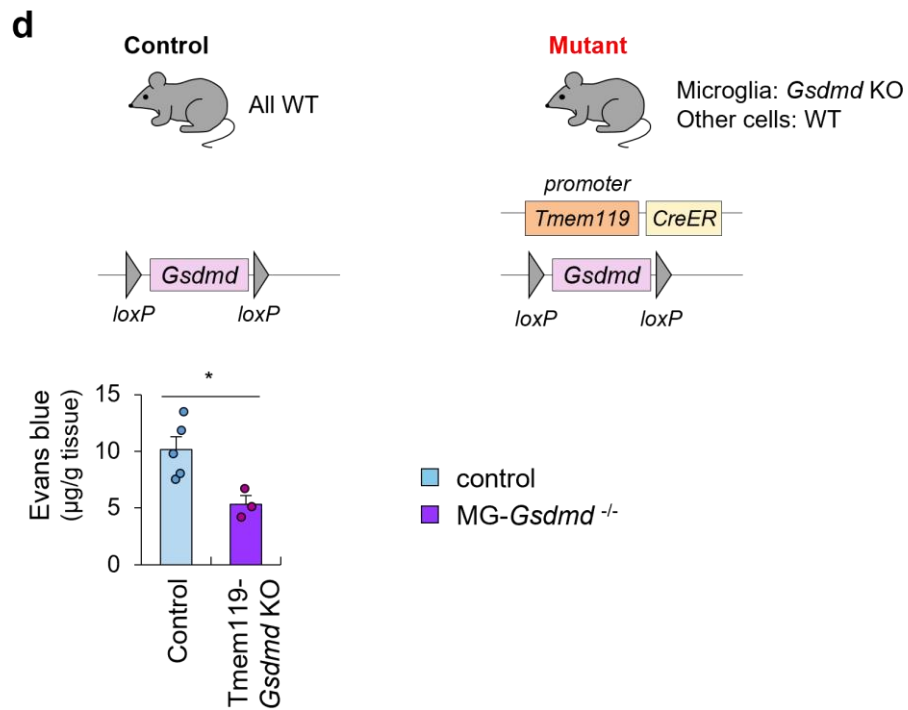 d
Control
All WT
Mutant
Microglia: Gsdmd KO
Other cells: WT
promoter
Tmem119
CreER
Gsdmd
loxP
loxP
Gsdmd
loxP
loxP
*
15
10
5
0
Evans blue
(µg/g tissue)
Control
Tmem119-
Gsdmd KO
control
MG-Gsdmd -/-